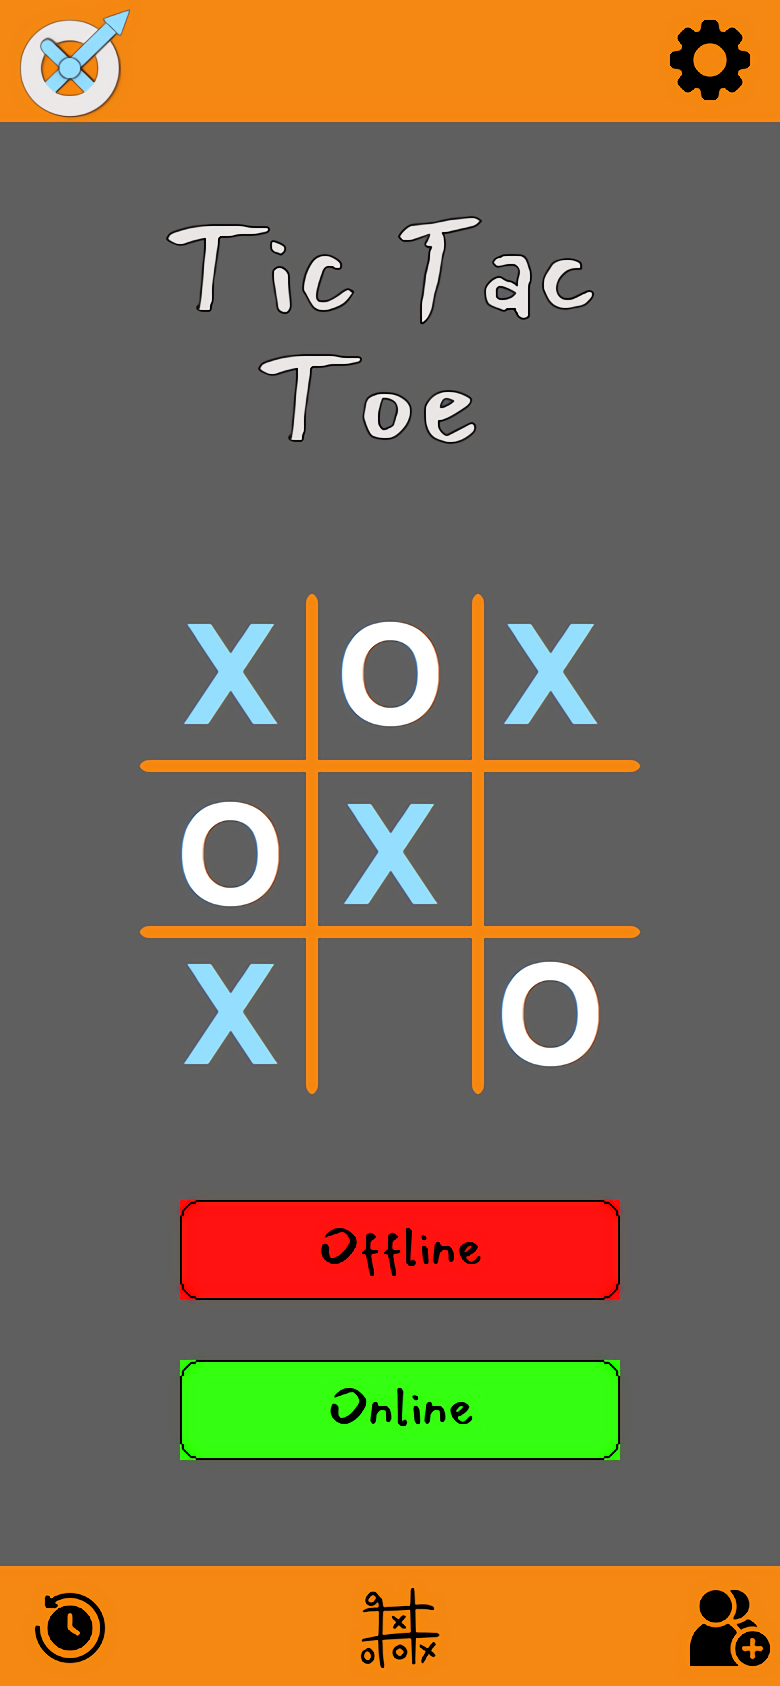 Tic Tac
Toe
X O X
O X
X O
Offline
Online
O
X
O O X